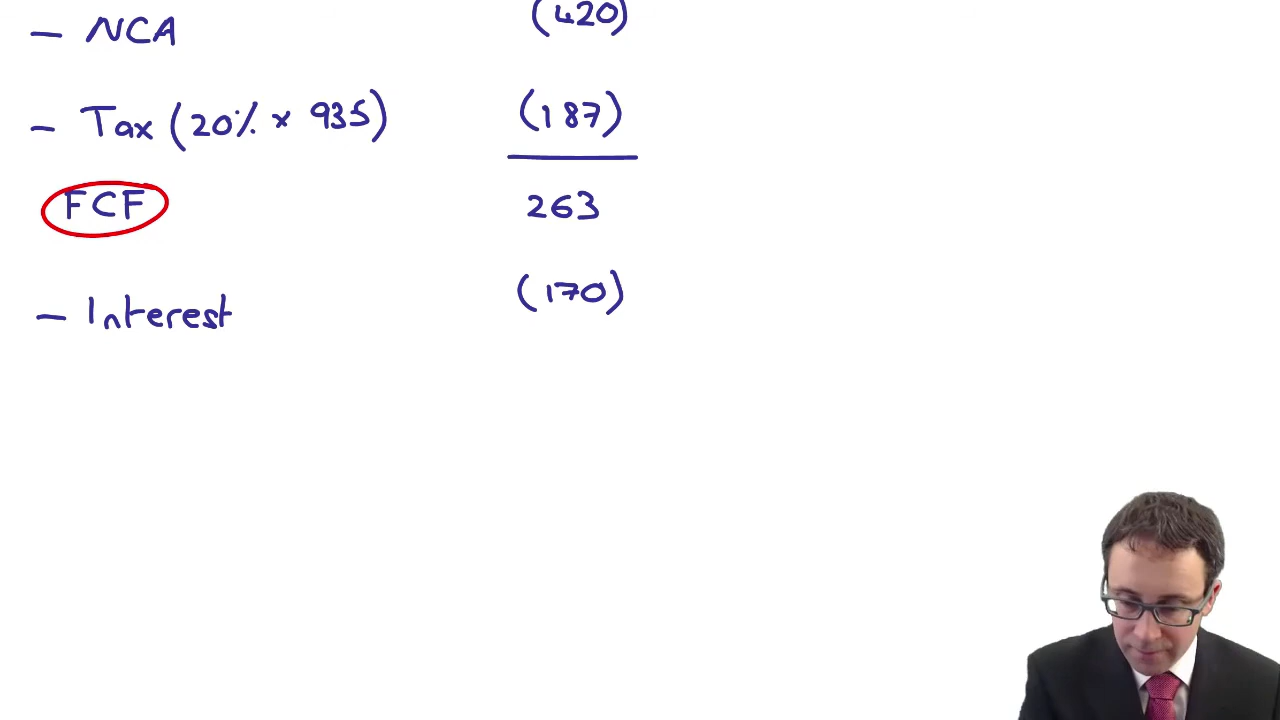 — NCA (420)
— Tax (20% × 935) (187)
FCF 263
— Interest (170)